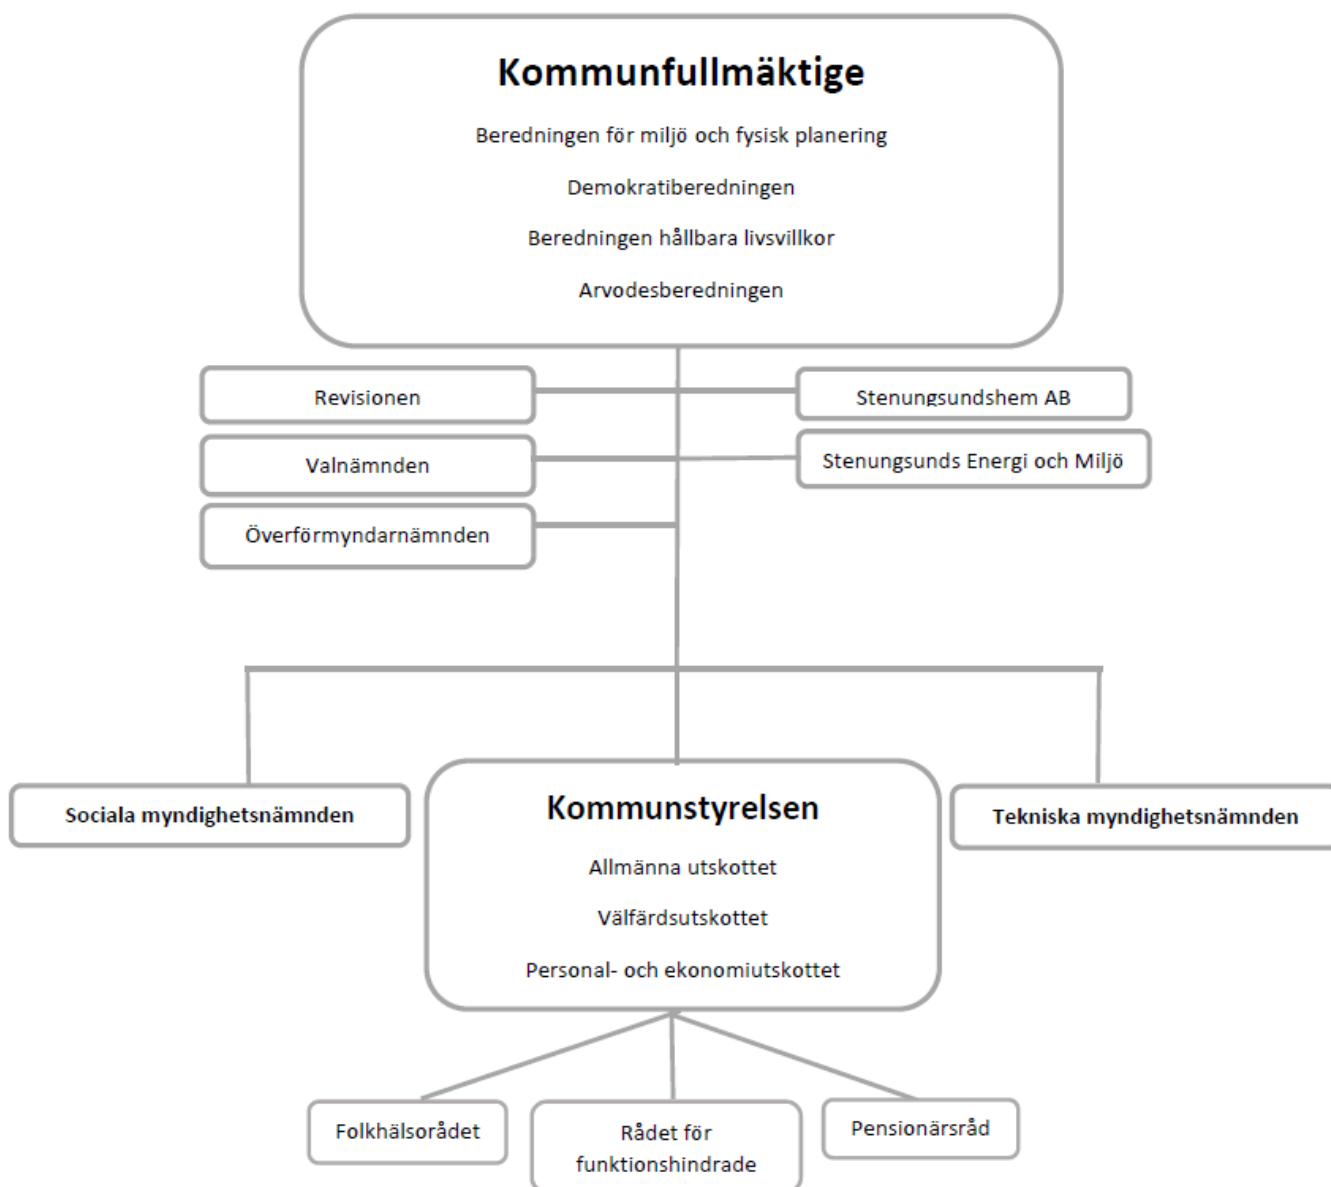 Kommunfullmäktige
Beredningen för miljö och fysisk planering
Demokratiberedningen
Beredningen hållbara livsvillkor
Arvodesberedningen
Revisionen
Stenungsundshem AB
Valnämnden
Stenungsunds Energi och Miljö
Överförmyndarnämnden
Sociala myndighetsnämnden
Kommunstyrelsen
Allmänna utskottet
Välfärdsutskottet
Personal- och ekonomiutskottet
Tekniska myndighetsnämnden
Folkhälsorådet
Rådet för
funktionshindrade
Pensionärsråd